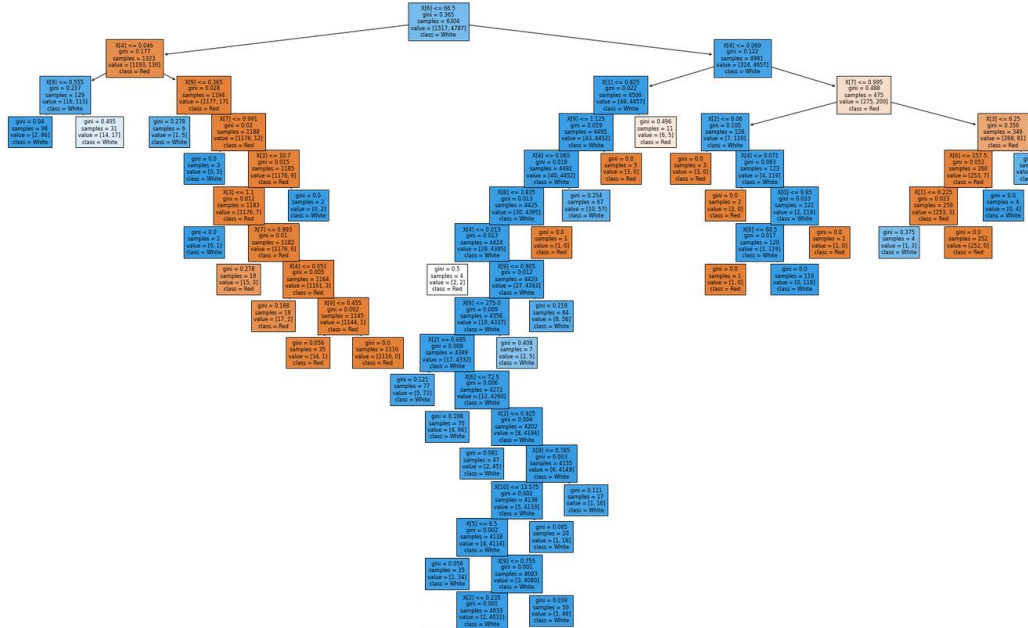 X[6] <= 66.5
gini = 0.365
samples = 6304
value = [1517, 4787]
class = White
X[4] <= 0.046
gini = 0.177
samples = 1323
value = [1193, 130]
class = Red
X[4] <= 0.069
gini = 0.122
samples = 4981
value = [324, 4657]
class = White
X[9] <= 0.555
gini = 0.217
samples = 129
value = [16, 113]
class = White
X[9] <= 0.365
gini = 0.028
samples = 1194
value = [1177, 17]
class = Red
X[1] <= 0.825
gini = 0.022
samples = 4506
value = [49, 4457]
class = White
X[7] <= 0.995
gini = 0.488
samples = 475
value = [275, 200]
class = Red
gini = 0.04
samples = 98
value = [2, 96]
class = White
gini = 0.495
samples = 31
value = [14, 17]
class = White
gini = 0.278
samples = 6
value = [1, 5]
class = White
X[7] <= 0.991
gini = 0.02
samples = 1188
value = [1176, 12]
class = Red
X[9] <= 1.125
gini = 0.019
samples = 4495
value = [43, 4452]
class = White
gini = 0.496
samples = 11
value = [6, 5]
class = Red
X[2] <= 0.06
gini = 0.105
samples = 126
value = [7, 119]
class = White
X[3] <= 6.25
gini = 0.356
samples = 349
value = [268, 81]
class = Red
gini = 0.0
samples = 3
value = [0, 3]
class = White
X[3] <= 10.7
gini = 0.015
samples = 1185
value = [1176, 9]
class = Red
X[4] <= 0.065
gini = 0.018
samples = 4492
value = [40, 4452]
class = White
gini = 0.0
samples = 3
value = [3, 0]
class = Red
gini = 0.0
samples = 3
value = [3, 0]
class = Red
X[4] <= 0.071
gini = 0.063
samples = 123
value = [4, 119]
class = White
X[6] <= 157.5
gini = 0.052
samples = 260
value = [253, 7]
class = Red
X[3] <= 1.1
gini = 0.012
samples = 1183
value = [1176, 7]
class = Red
gini = 0.0
samples = 2
value = [0, 2]
class = White
X[8] <= 3.835
gini = 0.013
samples = 4425
value = [30, 4395]
class = White
gini = 0.254
samples = 67
value = [10, 57]
class = White
gini = 0.0
samples = 2
value = [2, 0]
class = Red
X[0] <= 9.95
gini = 0.033
samples = 121
value = [2, 119]
class = White
X[1] <= 0.225
gini = 0.023
samples = 256
value = [253, 3]
class = Red
gini = 0.0
samples = 4
value = [0, 4]
class = White
gini = 0.0
samples = 1
value = [0, 1]
class = White
X[7] <= 0.993
gini = 0.01
samples = 1182
value = [1176, 6]
class = Red
X[4] <= 0.013
gini = 0.013
samples = 4424
value = [29, 4395]
class = White
gini = 0.0
samples = 1
value = [1, 0]
class = Red
X[6] <= 68.5
gini = 0.017
samples = 120
value = [1, 119]
class = White
gini = 0.0
samples = 1
value = [1, 0]
class = Red
gini = 0.375
samples = 4
value = [1, 3]
class = White
gini = 0.0
samples = 252
value = [252, 0]
class = Red
gini = 0.278
samples = 18
value = [15, 3]
class = Red
X[4] <= 0.051
gini = 0.005
samples = 1164
value = [1161, 3]
class = Red
gini = 0.5
samples = 4
value = [2, 2]
class = Red
X[9] <= 0.605
gini = 0.012
samples = 4420
value = [27, 4393]
class = White
gini = 0.0
samples = 1
value = [1, 0]
class = Red
gini = 0.0
samples = 119
value = [0, 119]
class = White
gini = 0.188
samples = 19
value = [17, 2]
class = Red
X[9] <= 0.455
gini = 0.002
samples = 1145
value = [1144, 1]
class = Red
X[6] <= 275.0
gini = 0.009
samples = 4356
value = [19, 4337]
class = White
gini = 0.219
samples = 64
value = [8, 56]
class = White
gini = 0.056
samples = 35
value = [34, 1]
class = Red
gini = 0.0
samples = 1110
value = [1110, 0]
class = Red
X[2] <= 0.095
gini = 0.008
samples = 4349
value = [17, 4332]
class = White
gini = 0.408
samples = 7
value = [2, 5]
class = White
gini = 0.121
samples = 77
value = [5, 72]
class = White
X[6] <= 72.5
gini = 0.006
samples = 4272
value = [12, 4260]
class = White
gini = 0.108
samples = 70
value = [4, 66]
class = White
X[3] <= 0.925
gini = 0.004
samples = 4202
value = [8, 4194]
class = White
gini = 0.081
samples = 47
value = [2, 45]
class = White
X[9] <= 0.785
gini = 0.003
samples = 4155
value = [6, 4149]
class = White
X[10] <= 13.575
gini = 0.002
samples = 4138
value = [5, 4133]
class = White
gini = 0.111
samples = 17
value = [1, 16]
class = White
X[5] <= 6.5
gini = 0.002
samples = 4118
value = [4, 4114]
class = White
gini = 0.095
samples = 20
value = [1, 19]
class = White
gini = 0.056
samples = 35
value = [1, 34]
class = White
X[9] <= 0.755
gini = 0.001
samples = 4083
value = [3, 4080]
class = White
X[2] <= 0.235
gini = 0.001
samples = 4033
value = [2, 4031]
class = White
gini = 0.039
samples = 50
value = [1, 49]
class = White